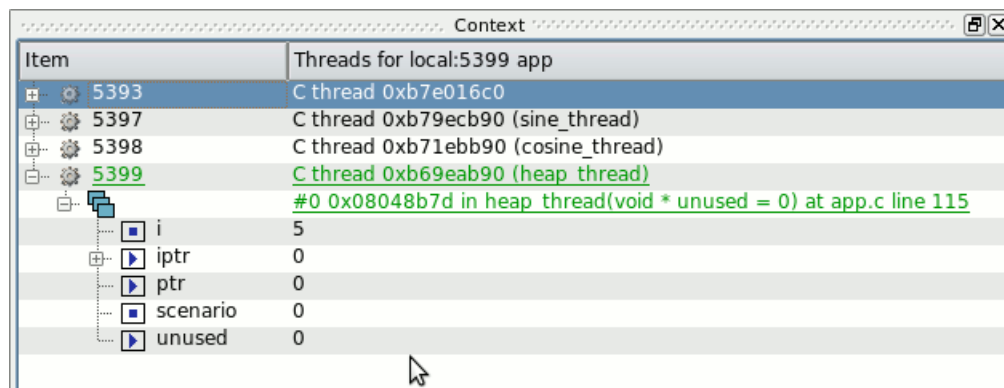 Context
Item Threads for local:5399 app
5393 C thread 0xb7e016c0
5397 C thread 0xb79ecb90 (sine_thread)
5398 C thread 0xb71ebb90 (cosine_thread)
5399 C thread 0xb69eab90 (heap_thread)
#0 0x08048b7d in heap_thread(void * unused = 0) at app.c line 115
i 5
iptr 0
ptr 0
scenario 0
unused 0